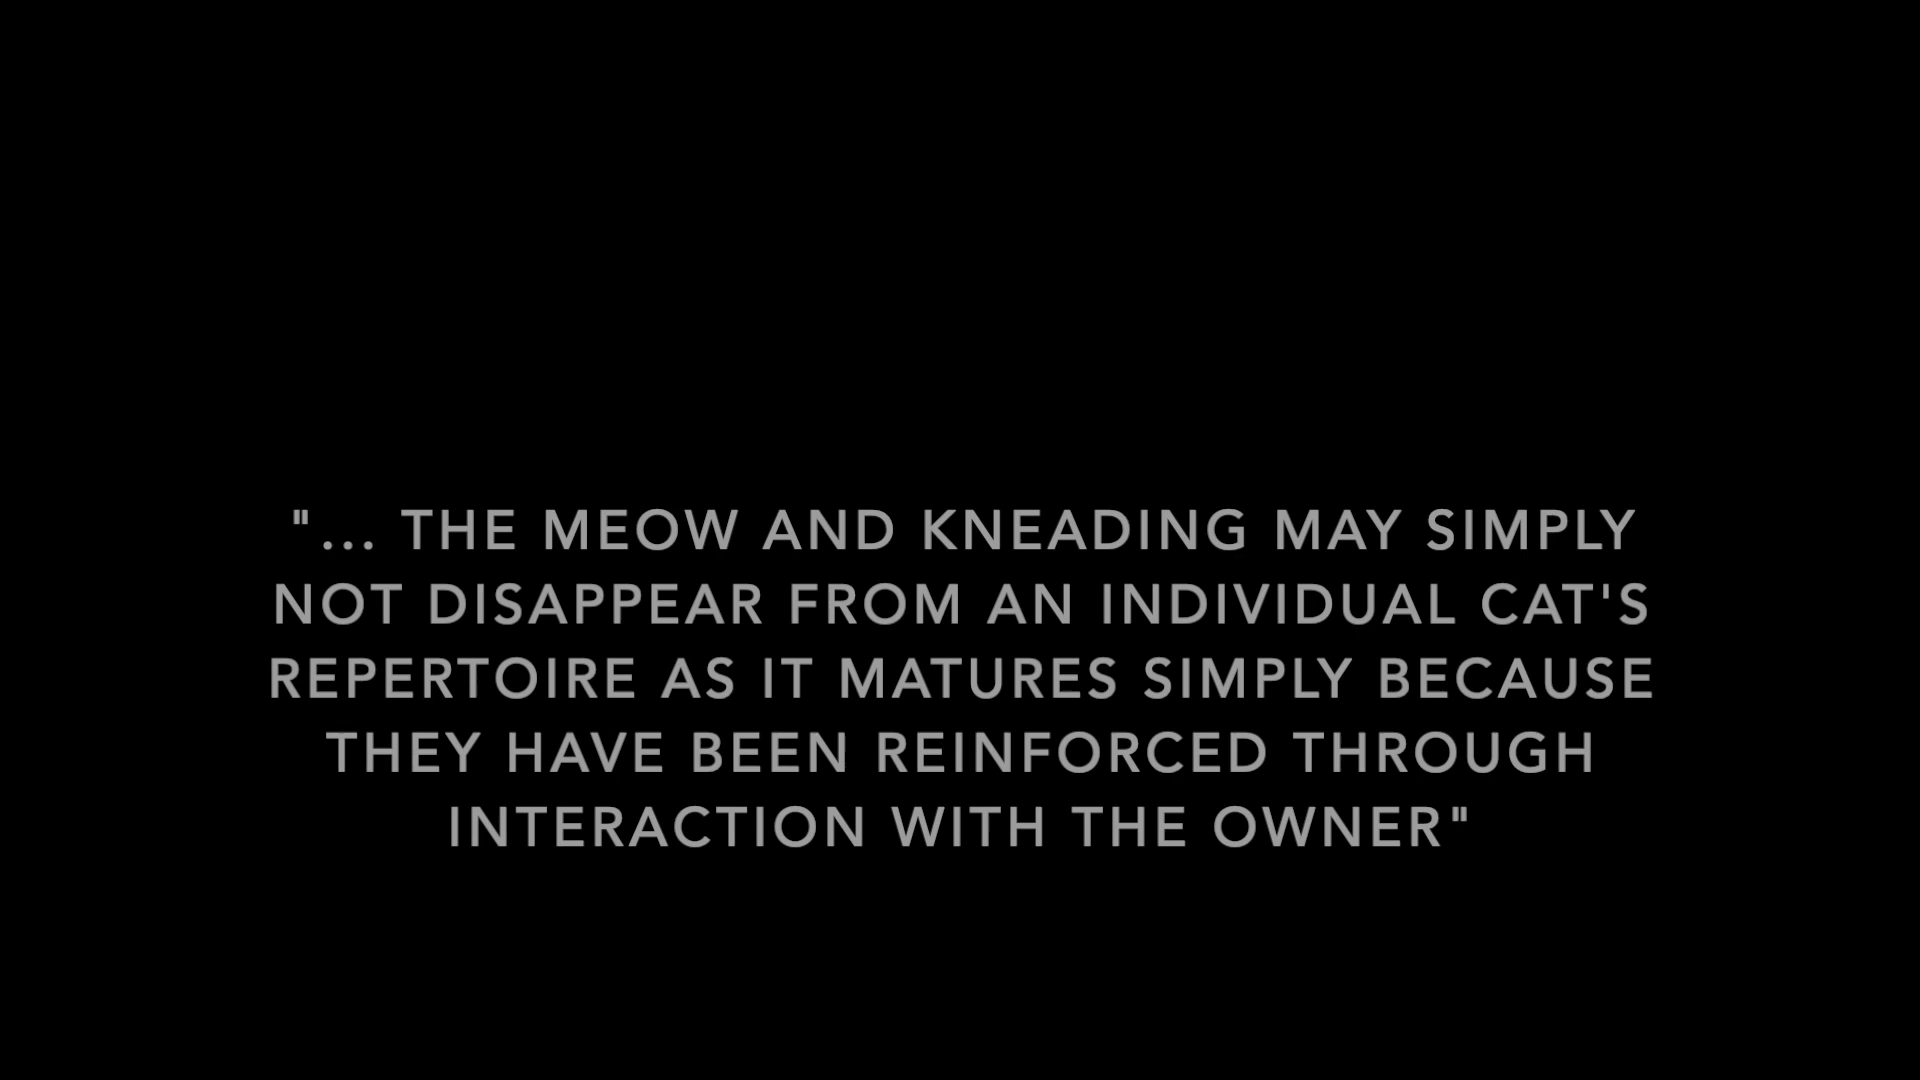 "... THE MEOW AND KNEADING MAY SIMPLY
NOT DISAPPEAR FROM AN INDIVIDUAL CAT'S
REPERTOIRE AS IT MATURES SIMPLY BECAUSE
THEY HAVE BEEN REINFORCED THROUGH
INTERACTION WITH THE OWNER"